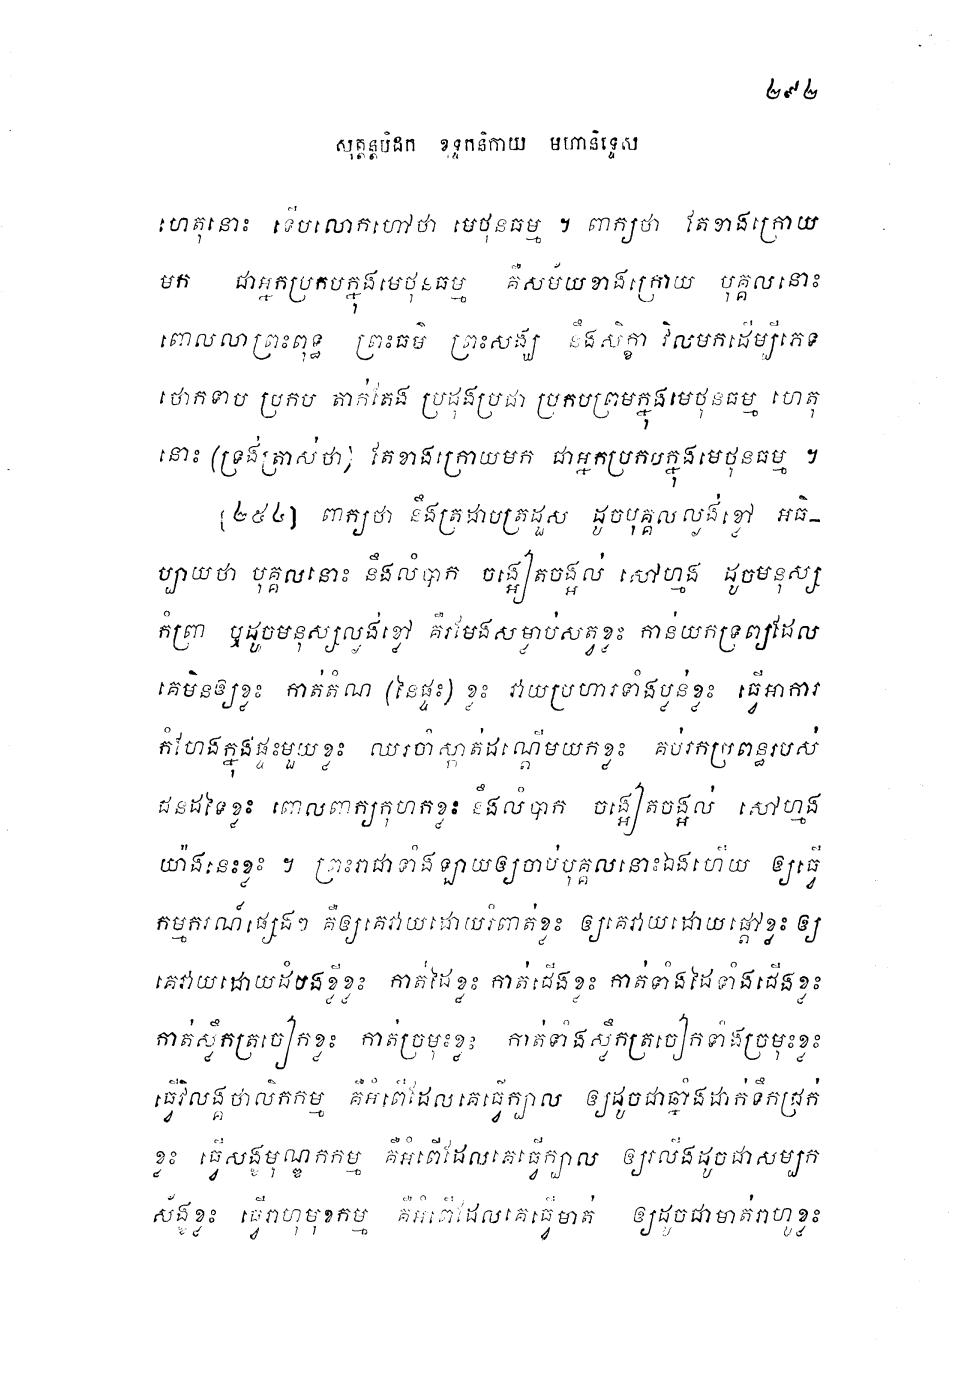 ២៩២
សុត្តន្តបិដក ខុទ្ទកនិកាយ មហានិទ្ទេស
ហេតុនោះ ទើបលោកហៅថា មេថុនធម្ម ។ ពាក្យថា តែខាងក្រោយ
មក ជាអ្នកប្រកបក្នុងមេថុនធម្ម គឺសម័យខាងក្រោយ បុគ្គលនោះ
ពោលលាព្រះពុទ្ធ ព្រះធម៌ ព្រះសង្ឃ នឹងសិក្ខា វិលមកដើម្បីភេទ
ថោកទាប ប្រកប តាក់តែង ប្រដុងប្រជា ប្រកបព្រមក្នុងមេថុនធម្ម ហេតុ
នោះ (ទ្រង់ត្រាស់ថា) តែខាងក្រោយមក ជាអ្នកប្រកបក្នុងមេថុនធម្ម ។
[២៥៤] ពាក្យថា នឹងត្រដាបត្រដួស ដូចបុគ្គលល្ងង់ខ្លៅ អធិ-
ប្បាយថា បុគ្គលនោះ នឹងលំបាក ចង្អៀតចង្អល់ សៅហ្មង ដូចមនុស្ស
កំព្រា ឬដូចមនុស្សល្ងង់ខ្លៅ គឺរមែងសម្លាប់សត្វខ្លះ កាន់យកទ្រព្យដែល
គេមិនឲ្យខ្លះ កាត់តំណ (នៃផ្ទះ) ខ្លះ វាយប្រហារទាំងប្លន់ខ្លះ ធ្វើអាការ
កំហែងក្នុងផ្ទះមួយខ្លះ ឈរចាំស្កាត់ដណ្តើមយកខ្លះ គប់រកប្រពន្ធរបស់
ជនដទៃខ្លះ ពោលពាក្យកុហកខ្លះ នឹងលំបាក ចង្អៀតចង្អល់ សៅហ្មង
យ៉ាងនេះខ្លះ ។ ព្រះរាជាទាំងឡាយឲ្យចាប់បុគ្គលនោះឯងហើយ ឲ្យធ្វើ
កម្មករណ៍ផ្សេងៗ គឺឲ្យគេវាយដោយរំពាត់ខ្លះ ឲ្យគេវាយដោយផ្តៅខ្លះ ឲ្យ
គេវាយដោយដំបងខ្លីខ្លះ កាត់ដៃខ្លះ កាត់ជើងខ្លះ កាត់ទាំងដៃទាំងជើងខ្លះ
កាត់ស្លឹកត្រចៀកខ្លះ កាត់ច្រមុះខ្លះ កាត់ទាំងស្លឹកត្រចៀកទាំងច្រមុះខ្លះ
ធ្វើវិលង្គថាលិកកម្ម គឺអំពើដែលគេធ្វើក្បាល ឲ្យដូចជាឆ្នាំងដាក់ទឹកជ្រក់
ខ្លះ ធ្វើសង្ខមុណ្ឌកកម្ម គឺអំពើដែលគេធ្វើក្បាល ឲ្យរលើងដូចជាសម្បក
ស័ង្ខខ្លះ ធ្វើរាហុមុខកម្ម គឺអំពើដែលគេធ្វើមាត់ ឲ្យដូចជាមាត់រាហូខ្លះ